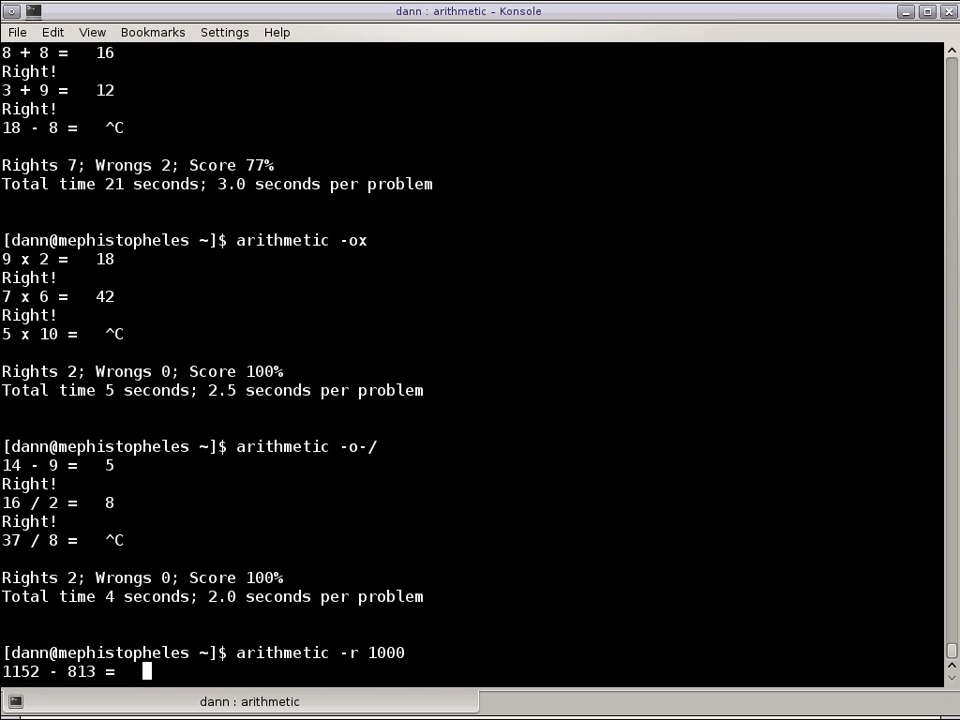 dann : arithmetic – Konsole
File Edit View Bookmarks Settings Help
8 + 8 =   16
Right!
3 + 9 =   12
Right!
18 - 8 =   ^C
Rights 7; Wrongs 2; Score 77%
Total time 21 seconds; 3.0 seconds per problem
[dann@mephistopheles ~]$ arithmetic -ox
9 x 2 =   18
Right!
7 x 6 =   42
Right!
5 x 10 =   ^C
Rights 2; Wrongs 0; Score 100%
Total time 5 seconds; 2.5 seconds per problem
[dann@mephistopheles ~]$ arithmetic -o-/
14 - 9 =   5
Right!
16 / 2 =   8
Right!
37 / 8 =   ^C
Rights 2; Wrongs 0; Score 100%
Total time 4 seconds; 2.0 seconds per problem
[dann@mephistopheles ~]$ arithmetic -r 1000
1152 - 813 =
dann : arithmetic